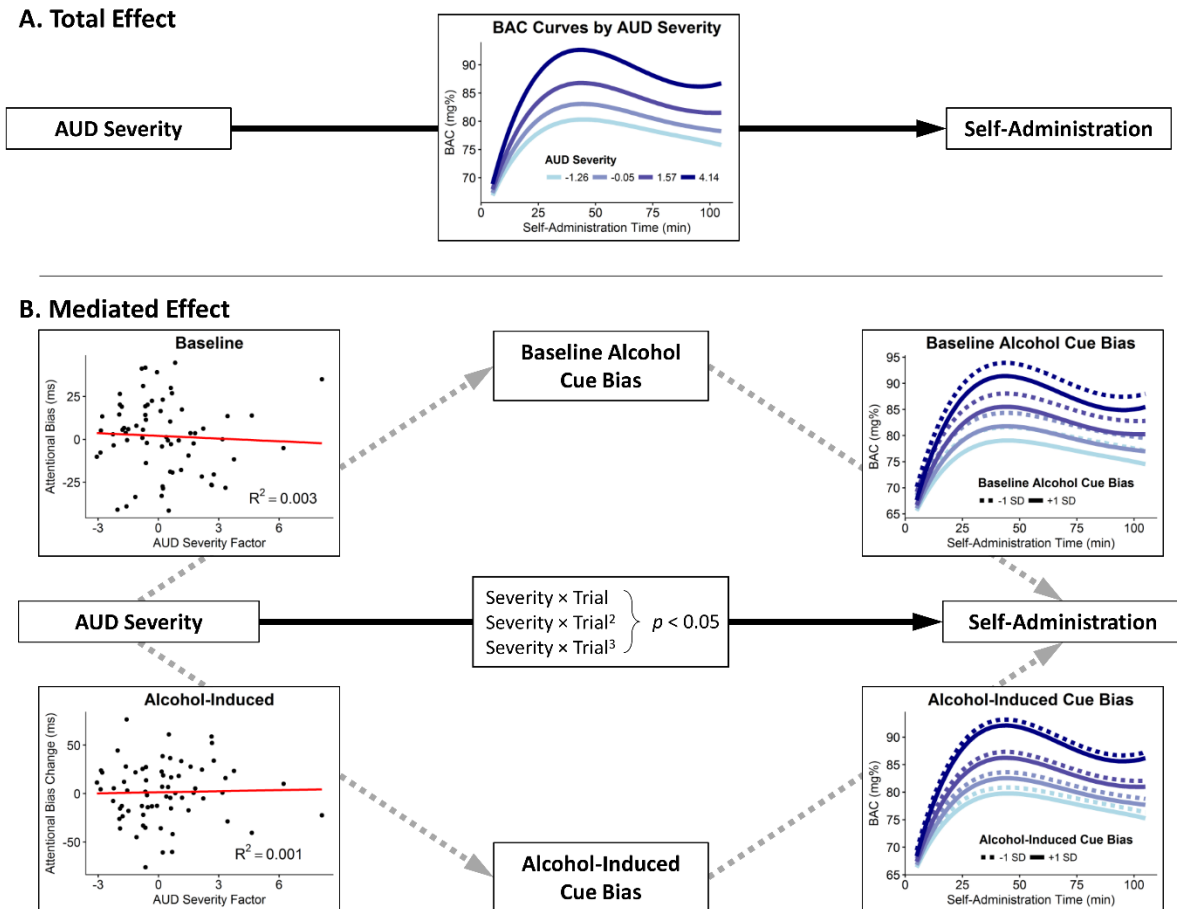 A. Total Effect
BAC Curves by AUD Severity
BAC (mg%)
90
85
80
75
70
AUD Severity
-1.26 -0.05 1.57 4.14
0 25 50 75 100
Self-Administration Time (min)
AUD Severity
Self-Administration
B. Mediated Effect
Baseline
Attentional Bias (ms)
25
0
-25
R² = 0.003
-3 0 3 6
AUD Severity Factor
Baseline Alcohol
Cue Bias
Baseline Alcohol Cue Bias
BAC (mg%)
95
90
85
80
75
70
65
Baseline Alcohol Cue Bias
-1 SD +1 SD
0 25 50 75 100
Self-Administration Time (min)
AUD Severity
Severity × Trial
Severity × Trial²
Severity × Trial³
p < 0.05
Self-Administration
Alcohol-Induced
Attentional Bias Change (ms)
50
0
-50
R² = 0.001
-3 0 3 6
AUD Severity Factor
Alcohol-Induced
Cue Bias
Alcohol-Induced Cue Bias
BAC (mg%)
90
85
80
75
70
65
Alcohol-Induced Cue Bias
-1 SD +1 SD
0 25 50 75 100
Self-Administration Time (min)